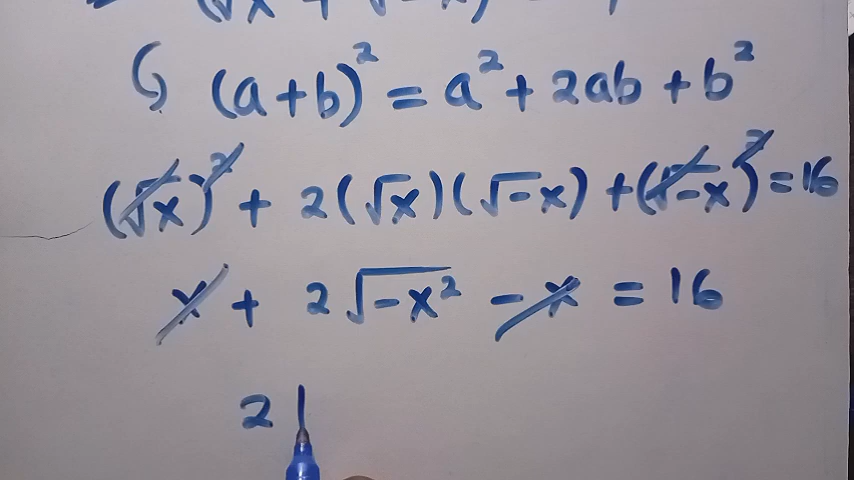 (a+b)² = a² + 2ab + b²
(√x)² + 2(√x)(√-x) + (√-x)² = 16
x + 2√-x² - x = 16
2